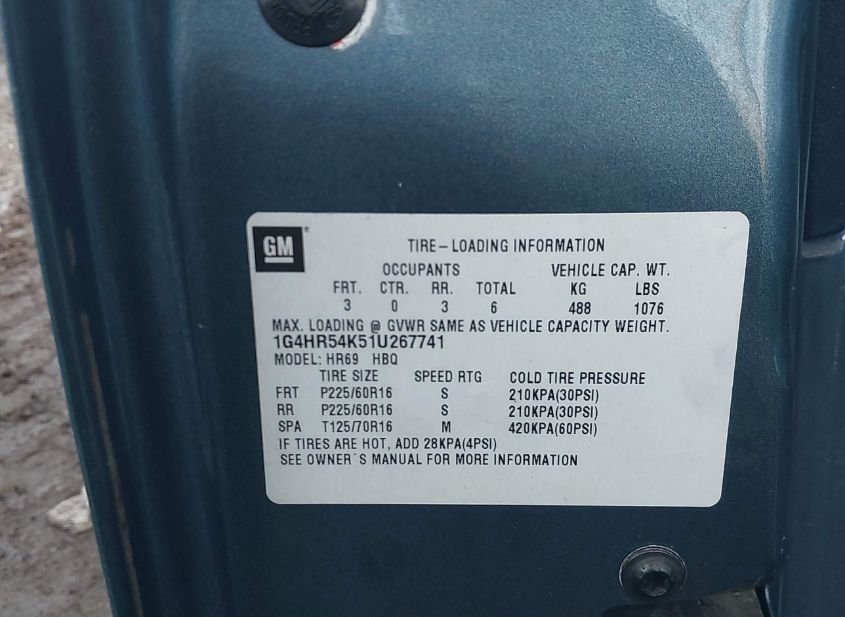 GM
TIRE-LOADING INFORMATION
OCCUPANTS VEHICLE CAP. WT.
FRT. CTR. RR. TOTAL KG LBS
3 0 3 6 488 1076
MAX. LOADING @ GVWR SAME AS VEHICLE CAPACITY WEIGHT.
1G4HR54K51U267741
MODEL: HR69 HBQ
TIRE SIZE SPEED RTG COLD TIRE PRESSURE
FRT P225/60R16 S 210KPA(30PSI)
RR P225/60R16 S 210KPA(30PSI)
SPA T125/70R16 M 420KPA(60PSI)
IF TIRES ARE HOT, ADD 28KPA(4PSI)
SEE OWNER'S MANUAL FOR MORE INFORMATION